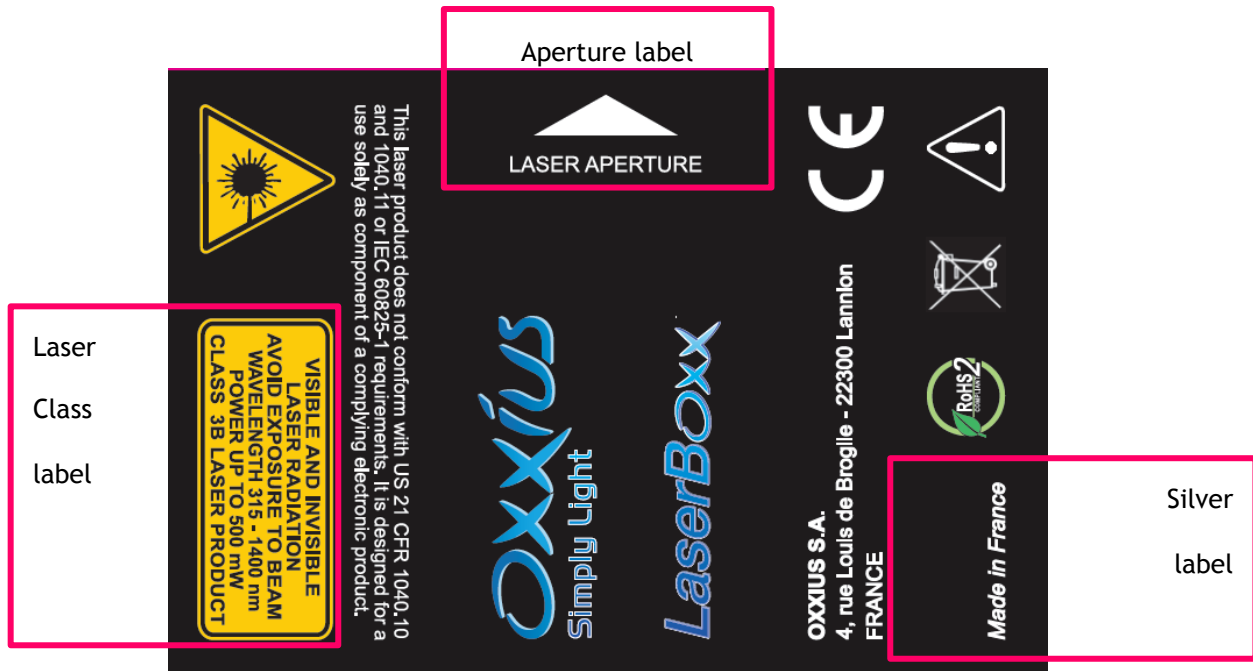 Aperture label
LASER APERTURE
Laser
Class
label
VISIBLE AND INVISIBLE
LASER RADIATION
AVOID EXPOSURE TO BEAM
WAVELENGTH 315 - 1400 nm
POWER UP TO 500 mW
CLASS 3B LASER PRODUCT
This laser product does not conform with US 21 CFR 1040.10
and 1040.11 or IEC 60825-1 requirements. It is designed for a
use solely as component of a complying electronic product.
Oxxius
Simply Light
LaserBoxx
CE
OXXIUS S.A.
4, rue Louis de Broglie - 22300 Lannion
FRANCE
RoHS 2
COMPLIANT
Made in France
Silver
label